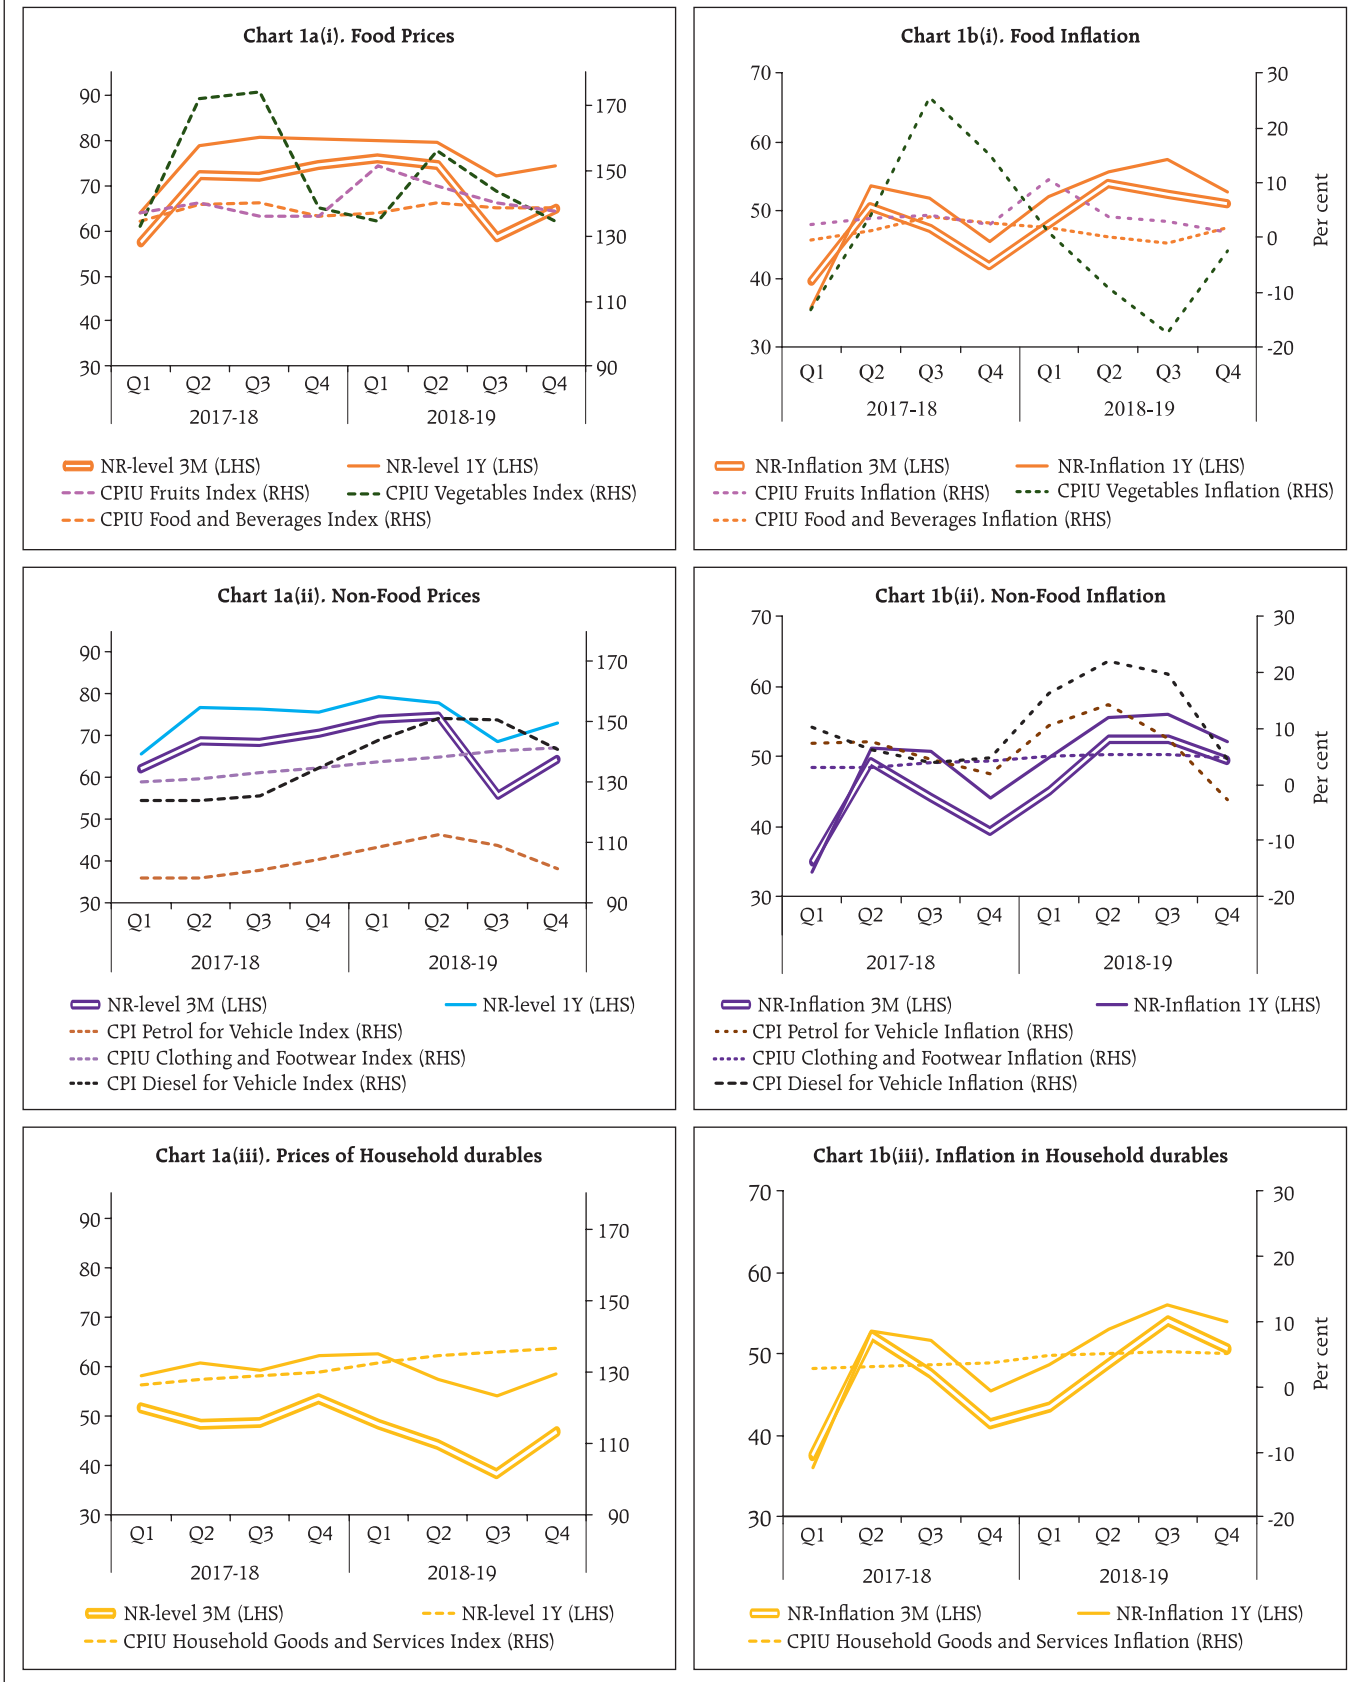 Chart 1a(i). Food Prices
90
80
70
60
50
40
30
170
150
130
110
90
Q1 Q2 Q3 Q4 Q1 Q2 Q3 Q4
2017-18 2018-19
NR-level 3M (LHS) NR-level 1Y (LHS)
CPIU Fruits Index (RHS) CPIU Vegetables Index (RHS)
CPIU Food and Beverages Index (RHS)
Chart 1b(i). Food Inflation
70
60
50
40
30
30
20
10
0
-10
-20
Per cent
Q1 Q2 Q3 Q4 Q1 Q2 Q3 Q4
2017-18 2018-19
NR-Inflation 3M (LHS) NR-Inflation 1Y (LHS)
CPIU Fruits Inflation (RHS) CPIU Vegetables Inflation (RHS)
CPIU Food and Beverages Inflation (RHS)
Chart 1a(ii). Non-Food Prices
90
80
70
60
50
40
30
170
150
130
110
90
Q1 Q2 Q3 Q4 Q1 Q2 Q3 Q4
2017-18 2018-19
NR-level 3M (LHS) NR-level 1Y (LHS)
CPI Petrol for Vehicle Index (RHS)
CPIU Clothing and Footwear Index (RHS)
CPI Diesel for Vehicle Index (RHS)
Chart 1b(ii). Non-Food Inflation
70
60
50
40
30
30
20
10
0
-10
-20
Per cent
Q1 Q2 Q3 Q4 Q1 Q2 Q3 Q4
2017-18 2018-19
NR-Inflation 3M (LHS) NR-Inflation 1Y (LHS)
CPI Petrol for Vehicle Inflation (RHS)
CPIU Clothing and Footwear Inflation (RHS)
CPI Diesel for Vehicle Inflation (RHS)
Chart 1a(iii). Prices of Household durables
90
80
70
60
50
40
30
170
150
130
110
90
Q1 Q2 Q3 Q4 Q1 Q2 Q3 Q4
2017-18 2018-19
NR-level 3M (LHS) NR-level 1Y (LHS)
CPIU Household Goods and Services Index (RHS)
Chart 1b(iii). Inflation in Household durables
70
60
50
40
30
30
20
10
0
-10
-20
Per cent
Q1 Q2 Q3 Q4 Q1 Q2 Q3 Q4
2017-18 2018-19
NR-Inflation 3M (LHS) NR-Inflation 1Y (LHS)
CPIU Household Goods and Services Inflation (RHS)